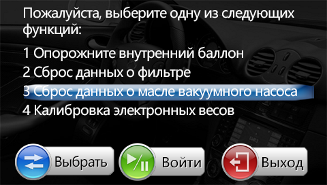 Пожалуйста, выберите одну из следующих
функций:
1 Опорожните внутренний баллон
2 Сброс данных о фильтре
3 Сброс данных о масле вакуумного насоса
4 Калибровка электронных весов
Выбрать Войти Выход